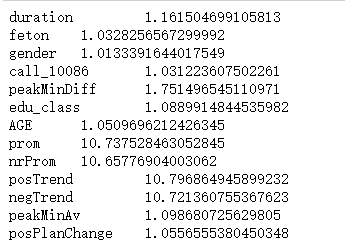 duration 1.161504699105813
feton 1.0328256567299992
gender 1.0133391644017549
call_10086 1.031223607502261
peakMinDiff 1.751496545110971
edu_class 1.0889914844535982
AGE 1.0509696212426345
prom 10.737528463052845
nrProm 10.65776904003062
posTrend 10.796864945899232
negTrend 10.721360755367623
peakMinAv 1.098680725629805
posPlanChange 1.0556555380450348